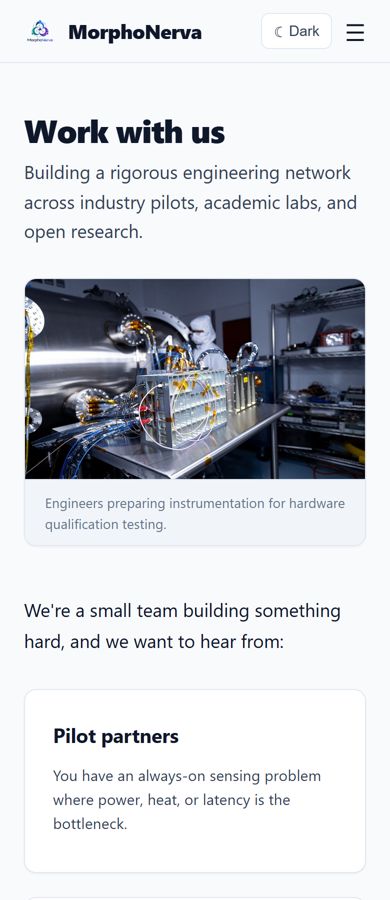 MorphoNerva
MorphoNerva
☾ Dark
Work with us
Building a rigorous engineering network
across industry pilots, academic labs, and
open research.
Engineers preparing instrumentation for hardware
qualification testing.
We're a small team building something
hard, and we want to hear from:
Pilot partners
You have an always-on sensing problem
where power, heat, or latency is the
bottleneck.